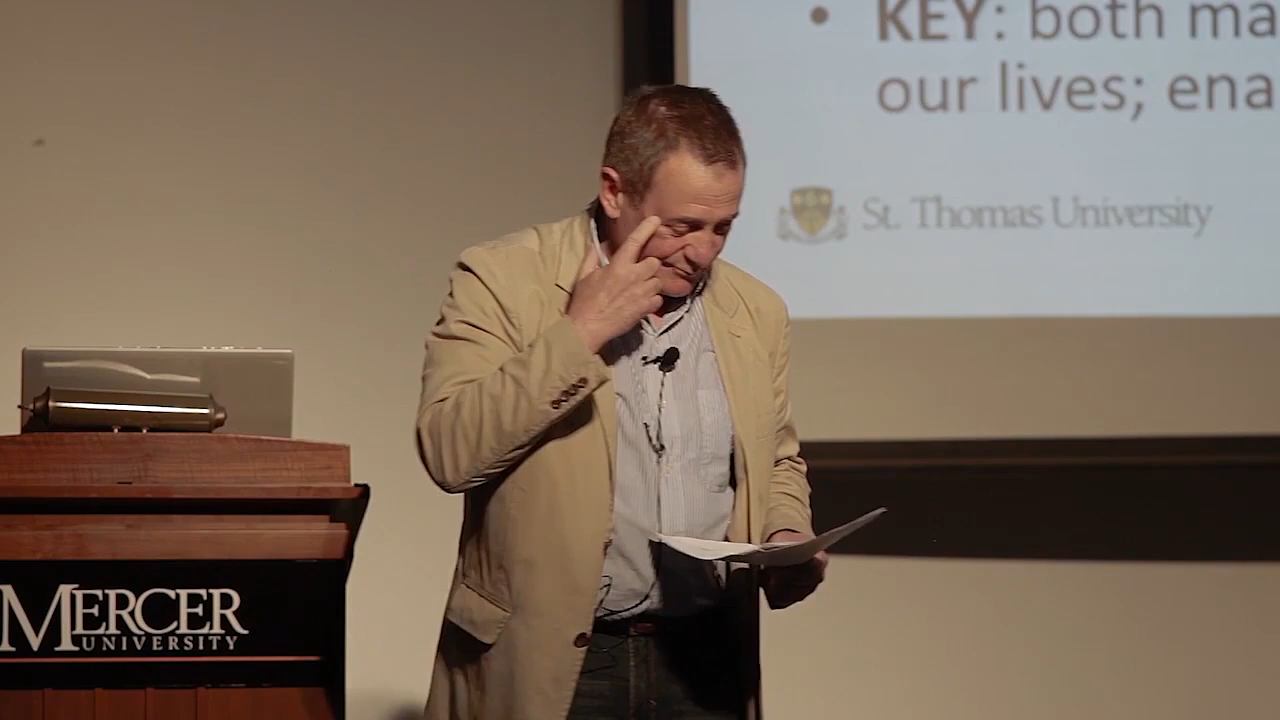 • KEY: both ma
our lives; ena
St. Thomas University
MERCER
UNIVERSITY